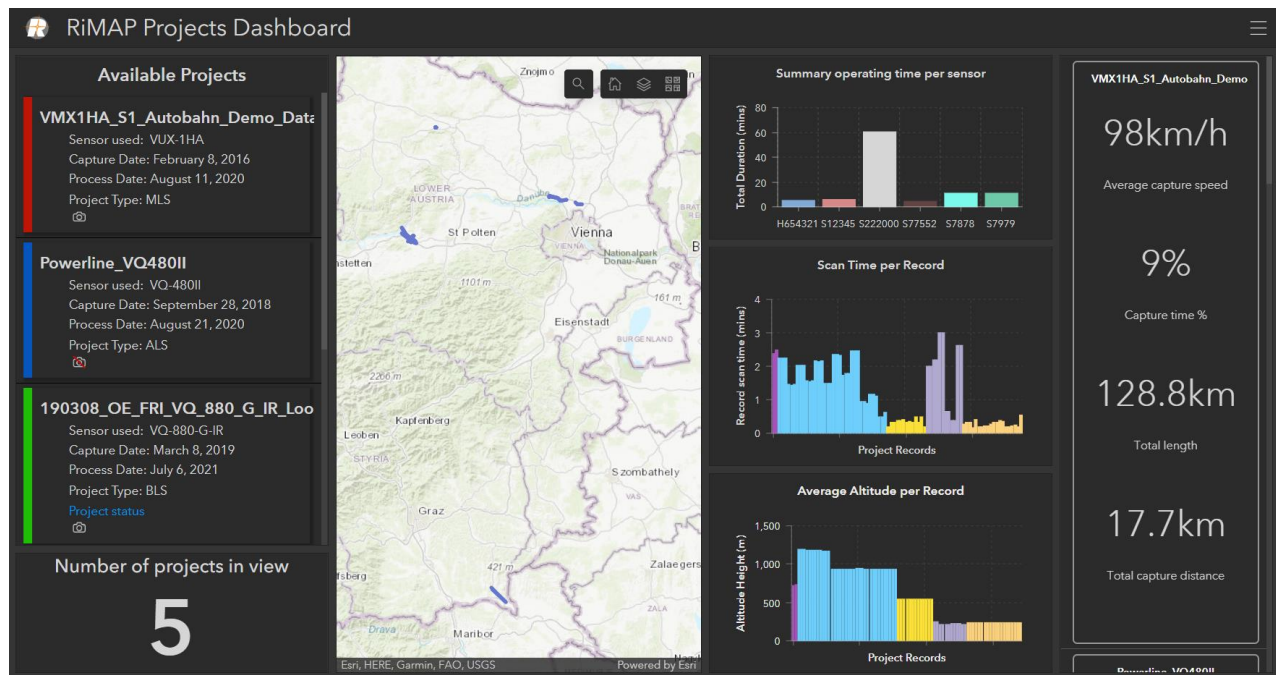 RiMAP Projects Dashboard
Available Projects
VMX1HA_S1_Autobahn_Demo_Data
Sensor used: VUX-1HA
Capture Date: February 8, 2016
Process Date: August 11, 2020
Project Type: MLS
Powerline_VQ480II
Sensor used: VQ-480II
Capture Date: September 28, 2018
Process Date: August 21, 2020
Project Type: ALS
190308_OE_FRI_VQ_880_G_IR_Loo
Sensor used: VQ-880-G-IR
Capture Date: March 8, 2019
Process Date: July 6, 2021
Project Type: BLS
Project status
Number of projects in view
5
Znojmo
LOWER
AUSTRIA
Danube
St Polten
Vienna
VIENNA
Nationalpark
Donau-Auen
BRAT
B
nstetten
1101 m
161 m
Eisenstadt
BURGENLAND
2266 m
Kapfenberg
Leoben
STYRIA
Szombathely
VAS
Graz
421 m
Zalaegers
lfsberg
ZALA
Drava
Maribor
Esri, HERE, Garmin, FAO, USGS
Powered by Esri
Summary operating time per sensor
Total Duration (mins)
80
60
40
20
0
H654321 S12345 S222000 S77552 S7878 S7979
Scan Time per Record
Record scan time (mins)
4
3
2
1
0
Project Records
Average Altitude per Record
Altitude Height (m)
1,500
1,000
500
0
Project Records
VMX1HA_S1_Autobahn_Demo
98km/h
Average capture speed
9%
Capture time %
128.8km
Total length
17.7km
Total capture distance
Powerline_VQ480II